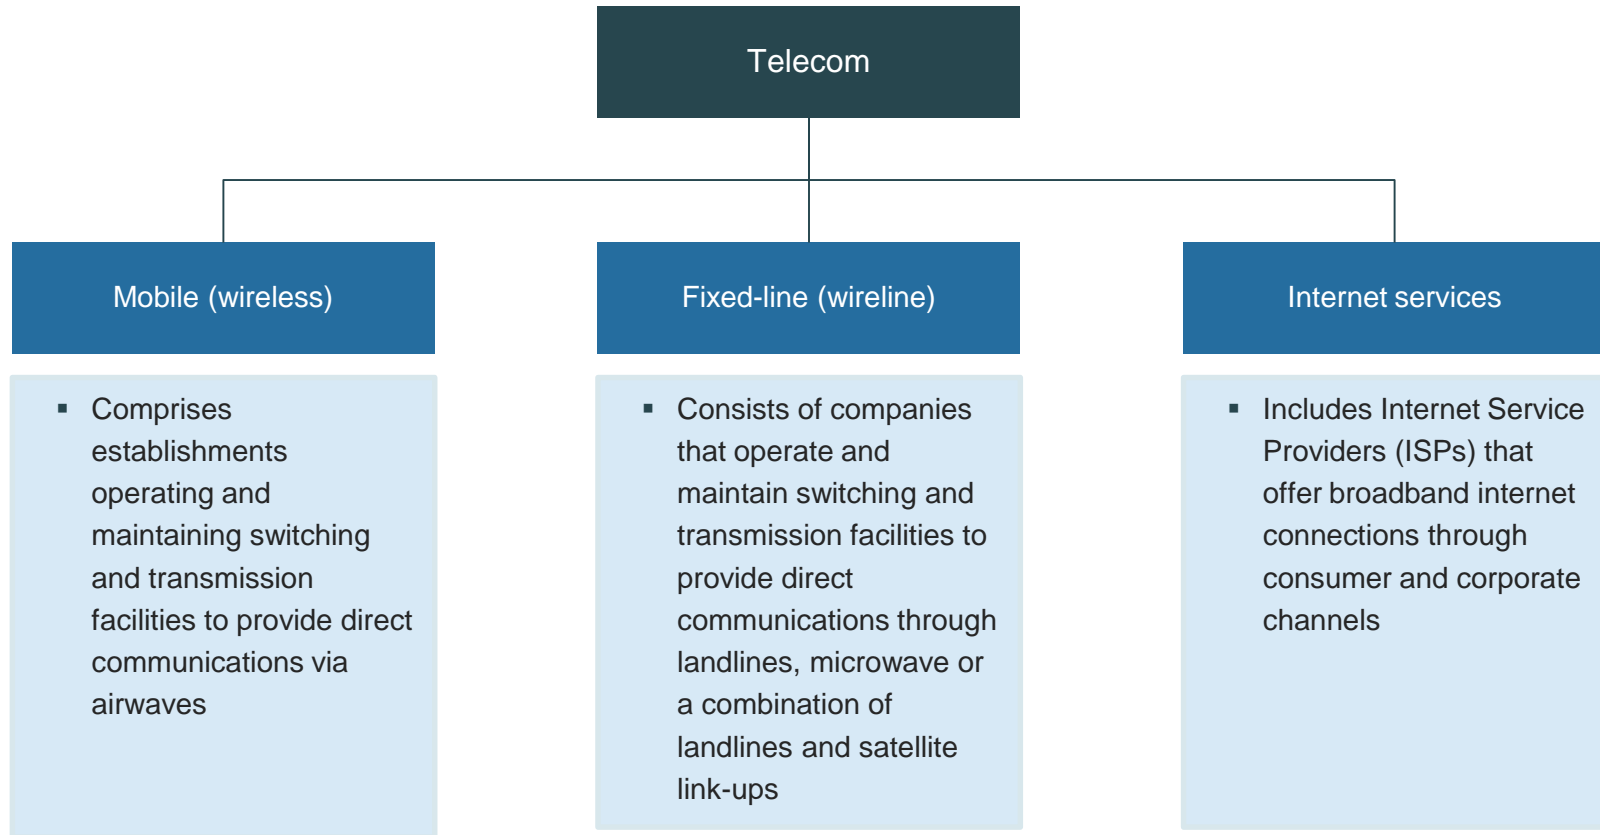 Telecom
Mobile (wireless)
Fixed-line (wireline)
Internet services
▪ Comprises
establishments
operating and
maintaining switching
and transmission
facilities to provide direct
communications via
airwaves
▪ Consists of companies
that operate and
maintain switching and
transmission facilities to
provide direct
communications through
landlines, microwave or
a combination of
landlines and satellite
link-ups
▪ Includes Internet Service
Providers (ISPs) that
offer broadband internet
connections through
consumer and corporate
channels